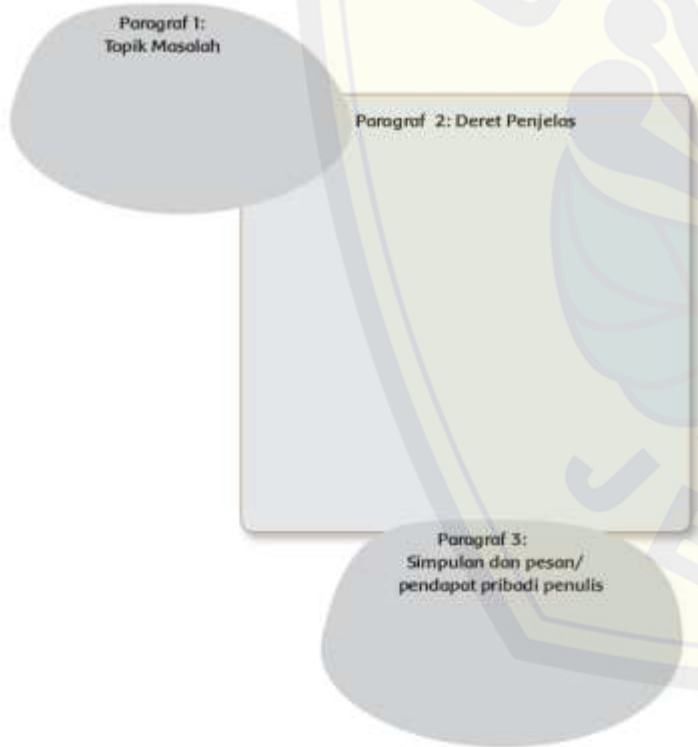 Paragraf 1:
Topik Masalah
Paragraf 2: Deret Penjelas
Paragraf 3:
Simpulan dan pesan/
pendapat pribadi penulis